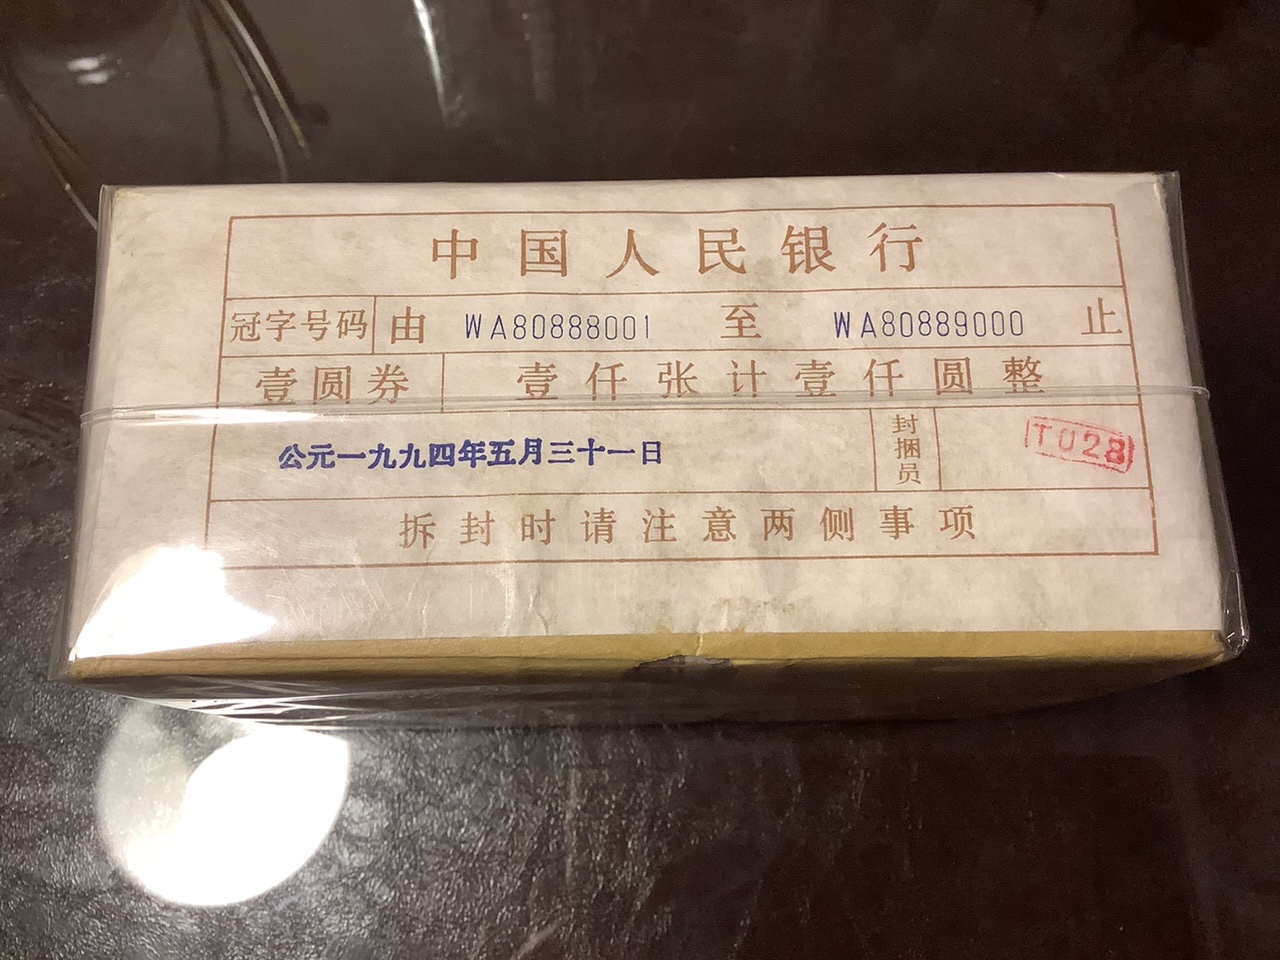 中国人民银行
冠字号码 由 WA80888001 至 WA80889000 止
壹圆券 壹仟张计壹仟圆整
公元一九九四年五月三十一日 封捆员 T028
拆封时请注意两侧事项